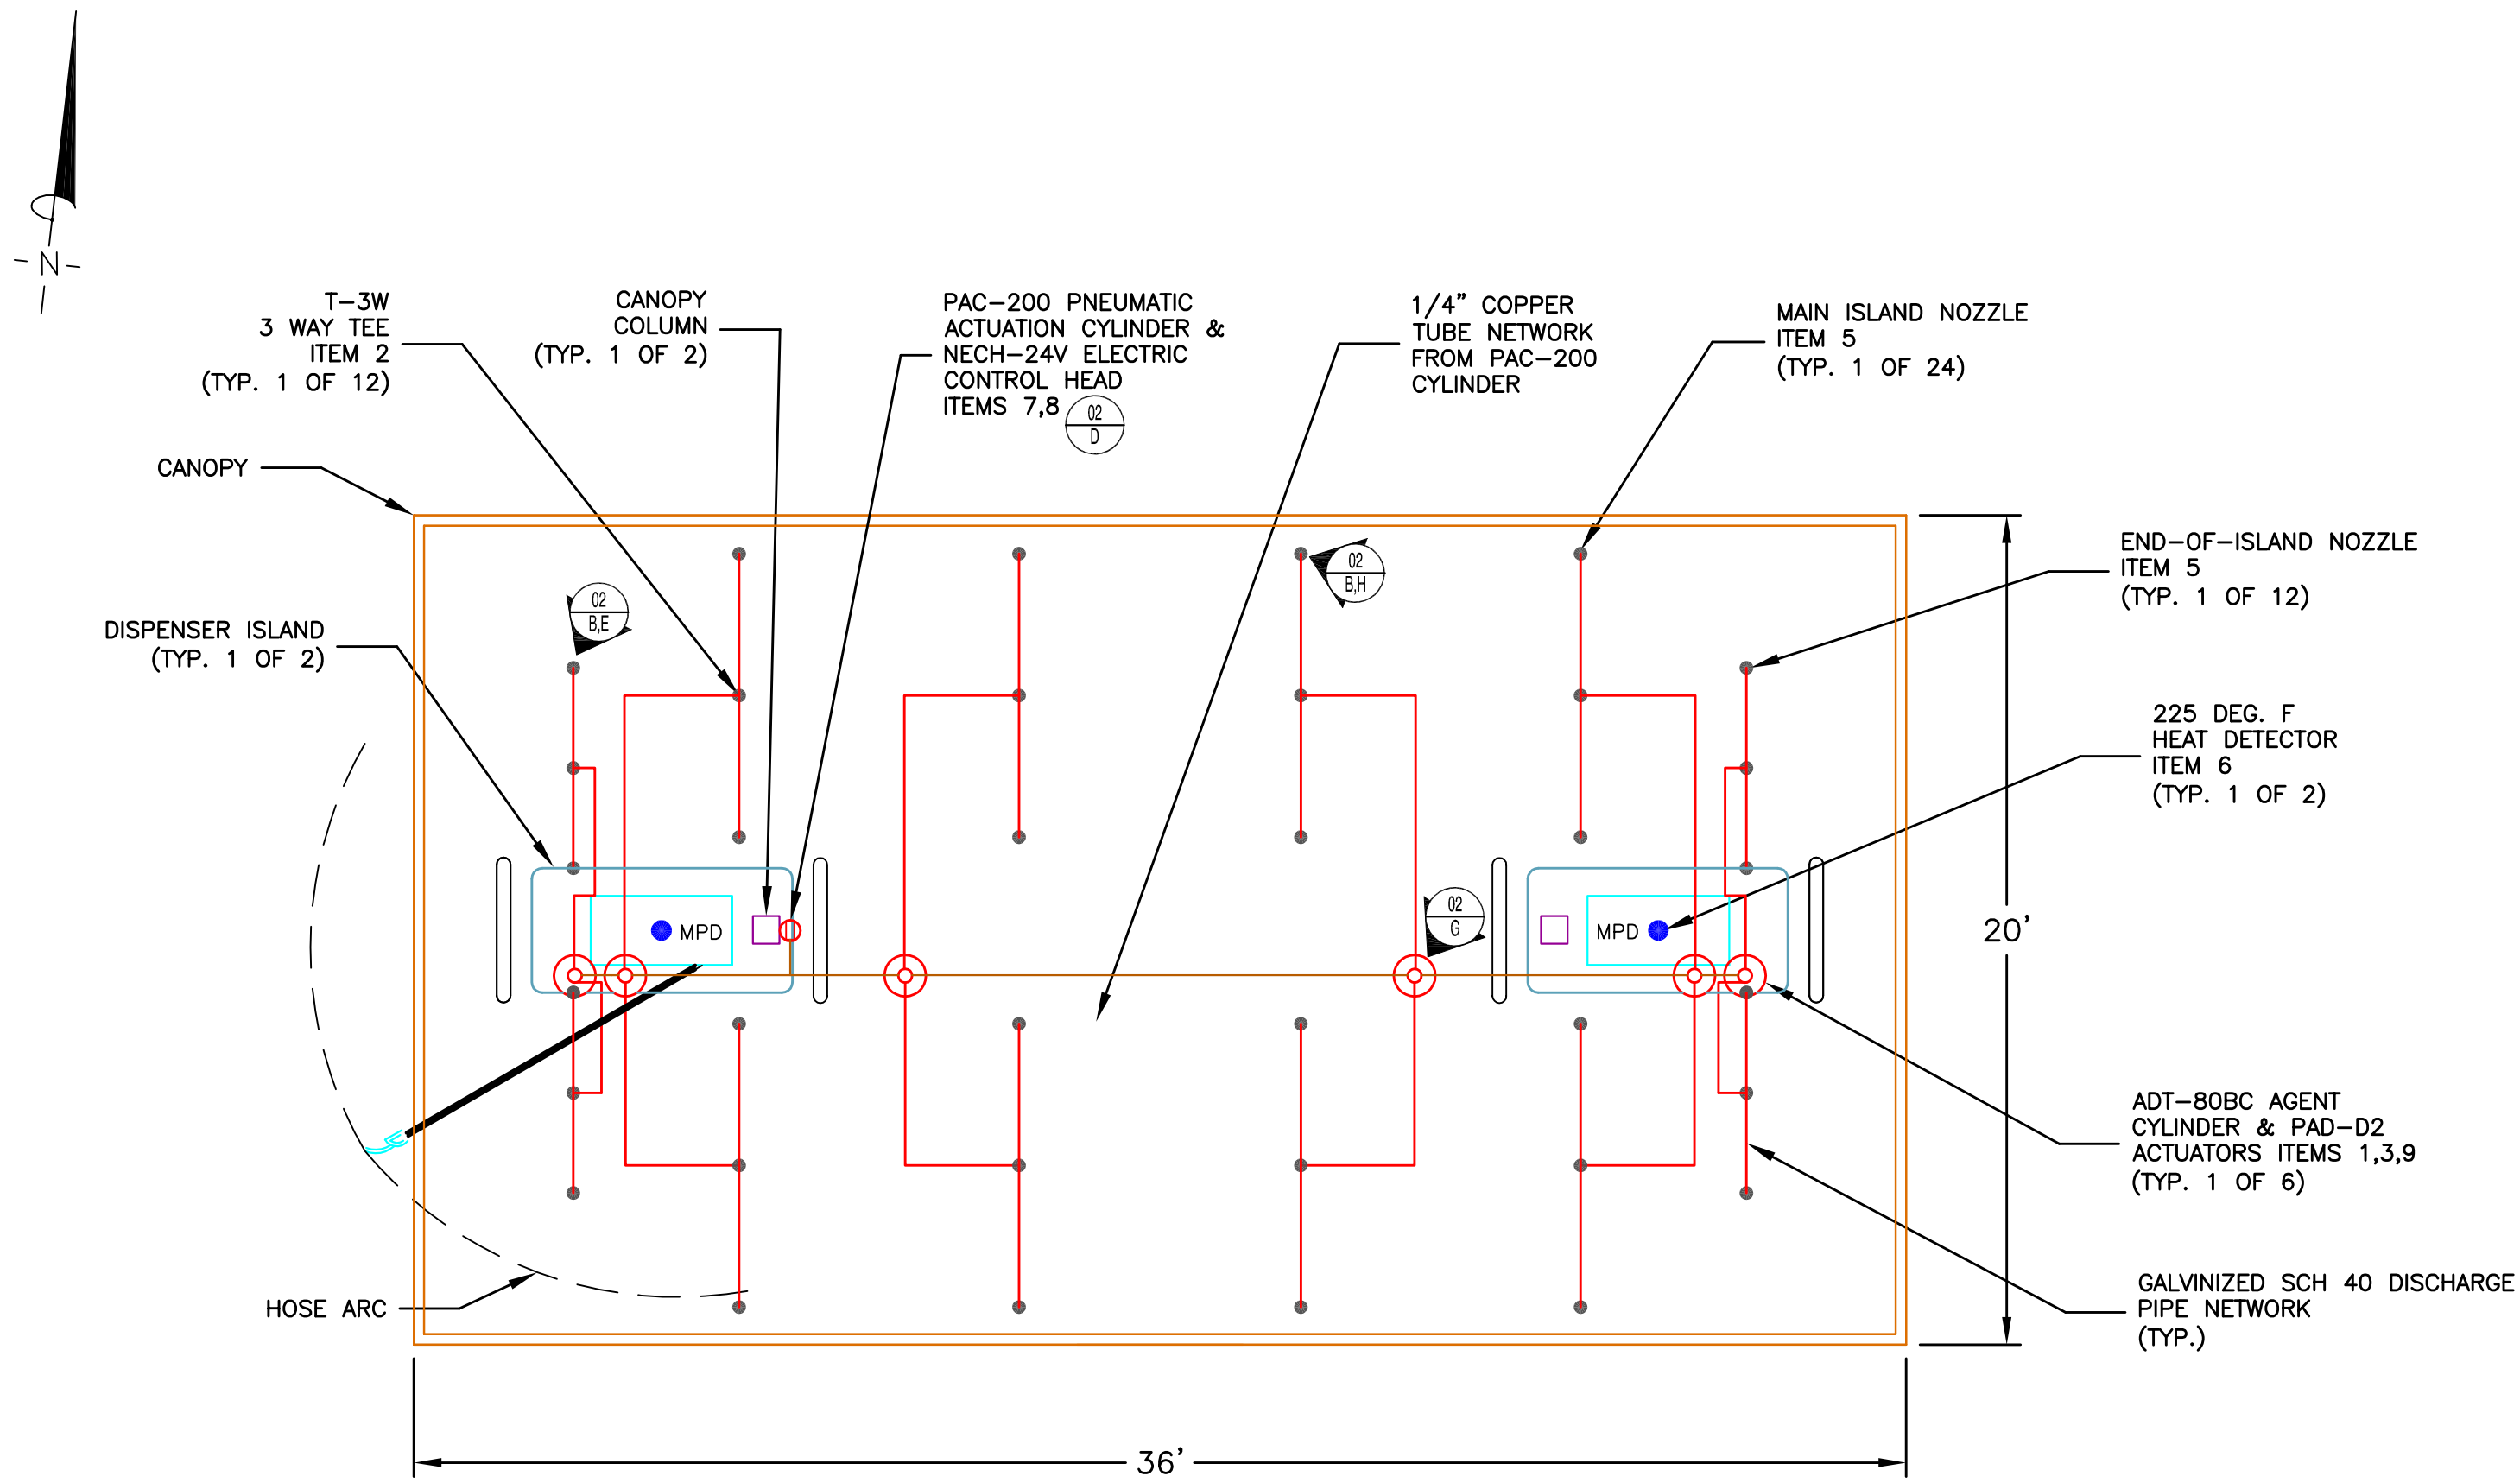 N
T-3W
3 WAY TEE
ITEM 2
(TYP. 1 OF 12)
CANOPY
COLUMN
(TYP. 1 OF 2)
PAC-200 PNEUMATIC
ACTUATION CYLINDER &
NECH-24V ELECTRIC
CONTROL HEAD
ITEMS 7,8
02
D
1/4” COPPER
TUBE NETWORK
FROM PAC-200
CYLINDER
MAIN ISLAND NOZZLE
ITEM 5
(TYP. 1 OF 24)
CANOPY
END-OF-ISLAND NOZZLE
ITEM 5
(TYP. 1 OF 12)
02
B,E
02
B,H
DISPENSER ISLAND
(TYP. 1 OF 2)
225 DEG. F
HEAT DETECTOR
ITEM 6
(TYP. 1 OF 2)
MPD
02
G
MPD
20’
ADT-80BC AGENT
CYLINDER & PAD-D2
ACTUATORS ITEMS 1,3,9
(TYP. 1 OF 6)
HOSE ARC
GALVINIZED SCH 40 DISCHARGE
PIPE NETWORK
(TYP.)
36’